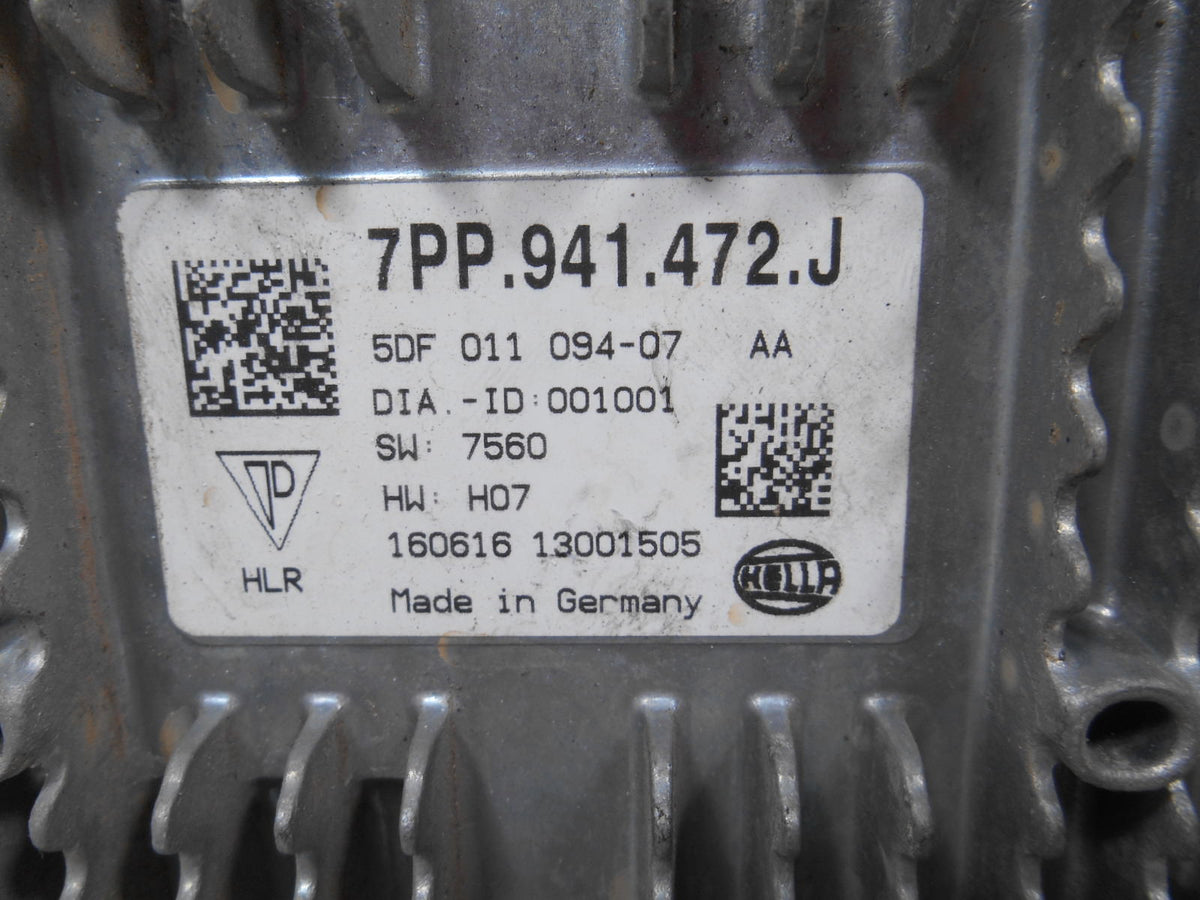 7PP.941.472.J
5DF 011 094-07 AA
DIA.-ID:001001
SW: 7560
HW: H07
160616 13001505
HLR
Made in Germany
HELLA